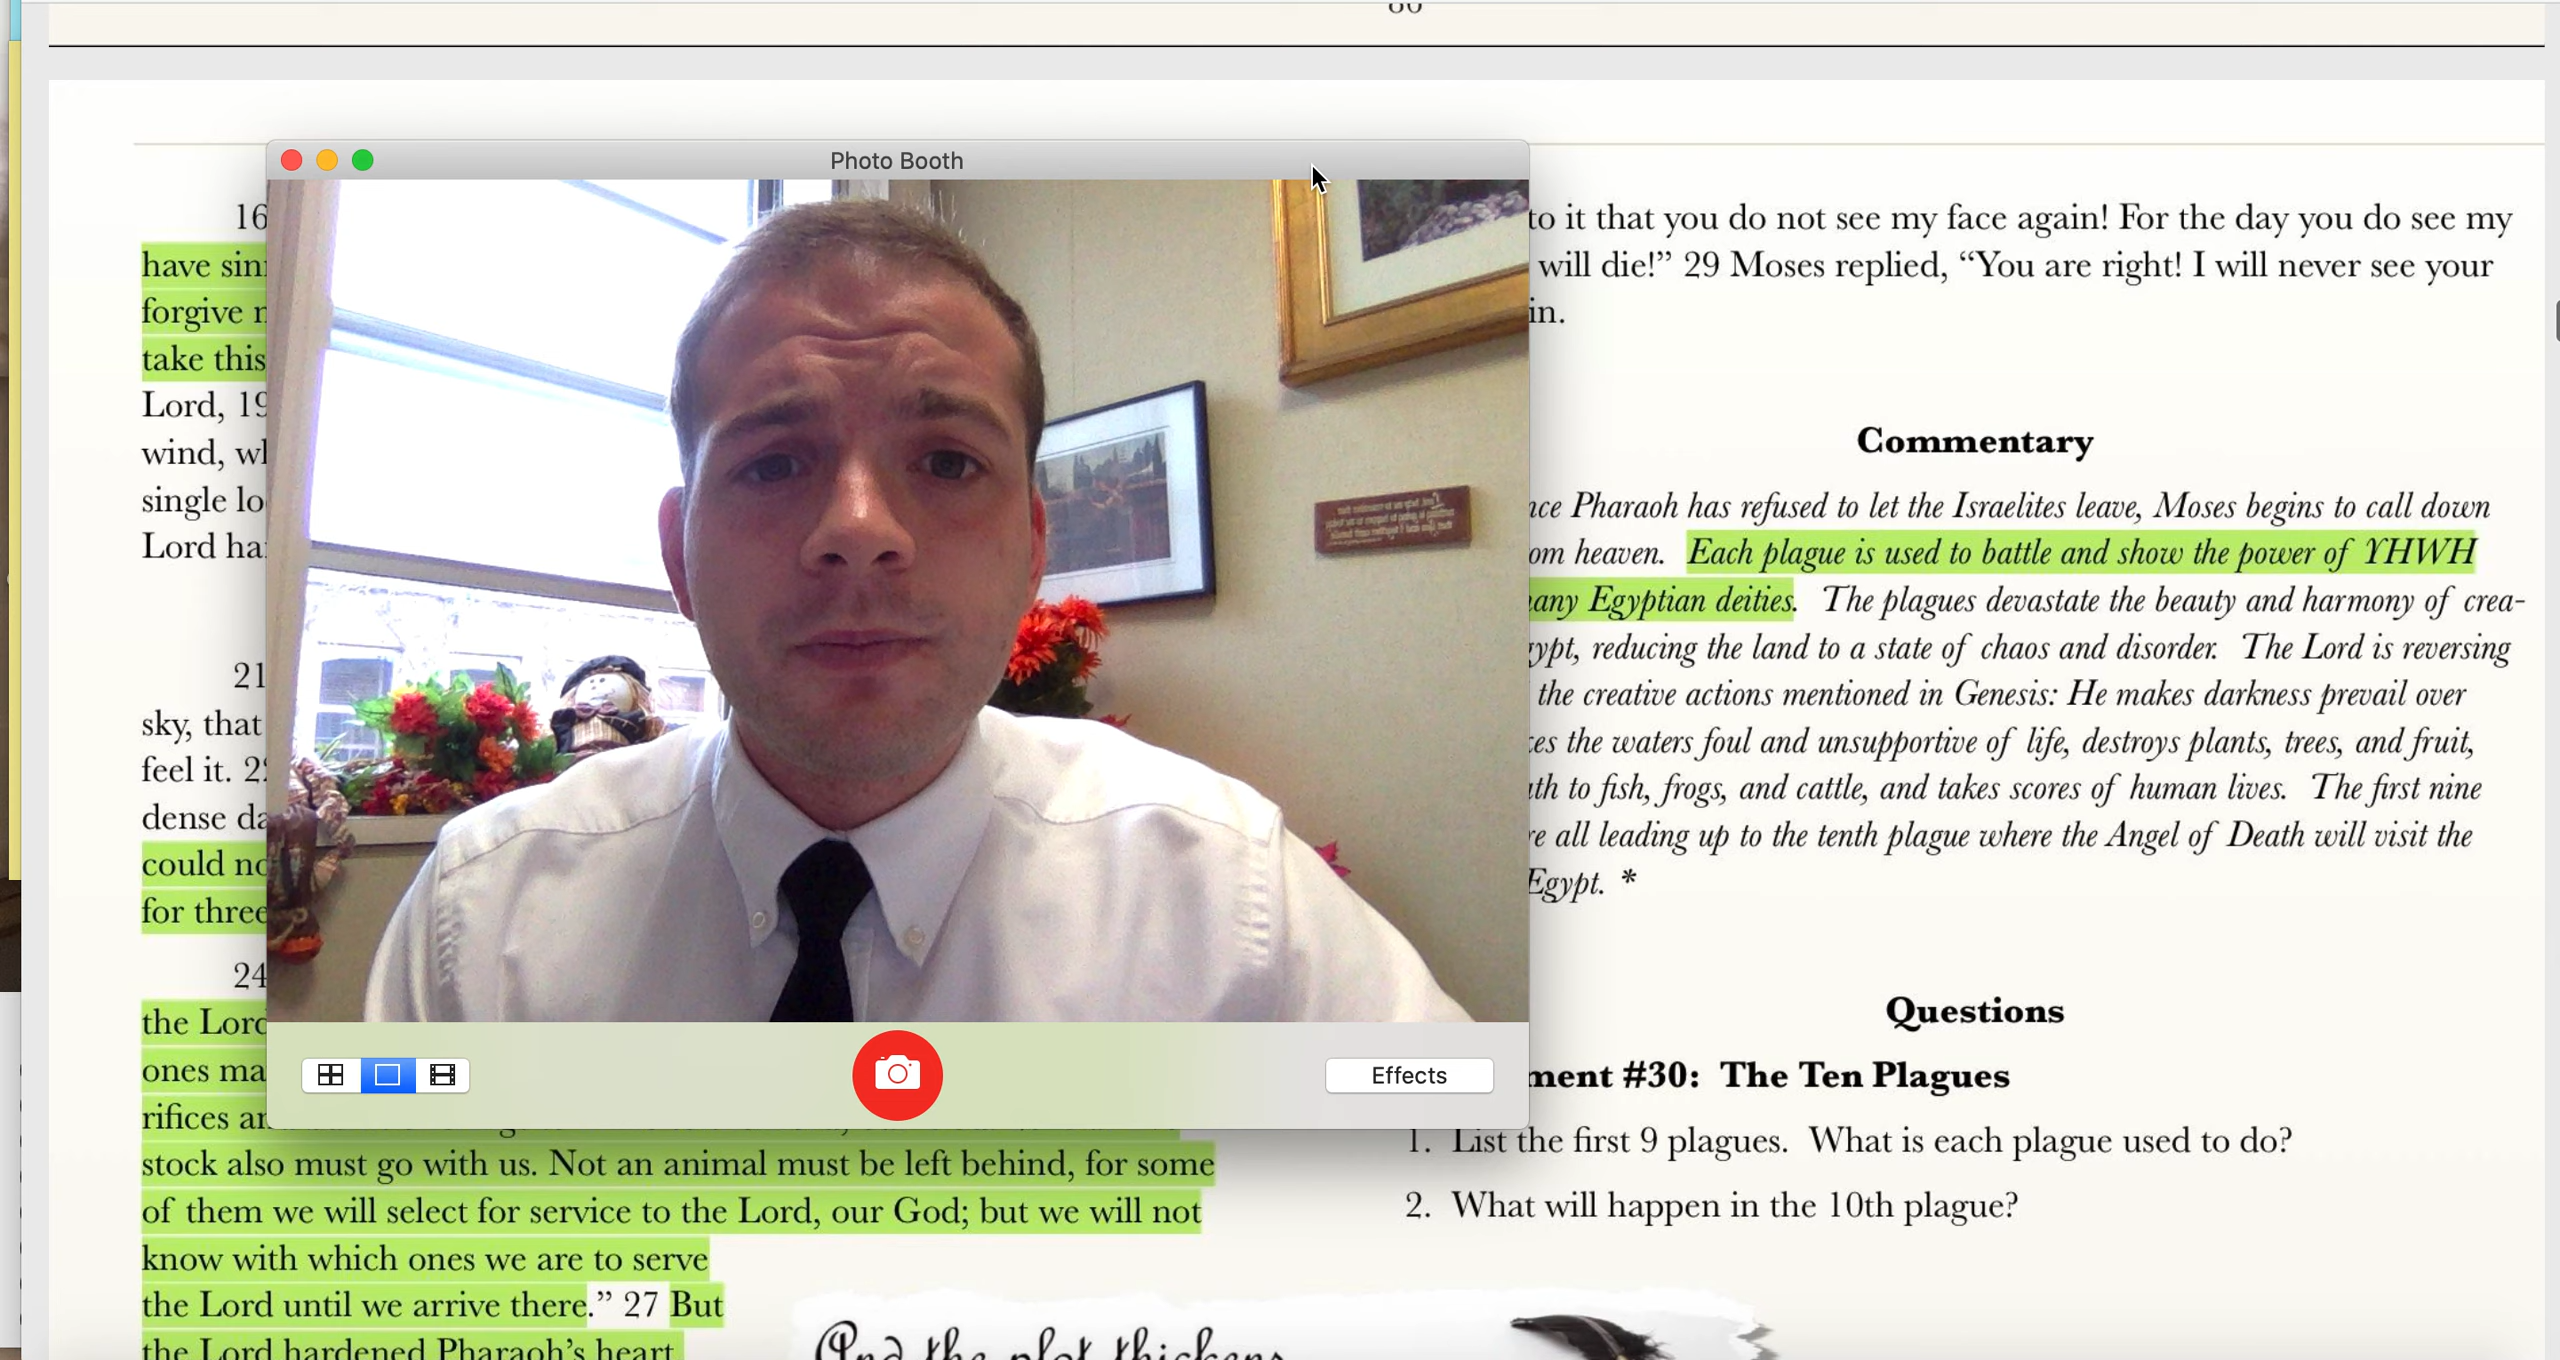 Photo Booth
16
have sin
forgive
take this
Lord, 19
wind,
single
Lord
21
sky, that
feel it.
dense
could
for three
24
the Lord
ones
rifices
stock also must go with us. Not an animal must be left behind, for some
of them we will select for service to the Lord, our God; but we will not
know with which ones we are to serve
the Lord until we arrive there.” 27 But
the Lord hardened Pharaoh’s heart
Effects
to it that you do not see my face again! For the day you do see my
will die!” 29 Moses replied, “You are right! I will never see your
in.
Commentary
Pharaoh has refused to let the Israelites leave, Moses begins to call down
om heaven. Each plague is used to battle and show the power of YHWH
any Egyptian deities. The plagues devastate the beauty and harmony of crea-
ypt, reducing the land to a state of chaos and disorder. The Lord is reversing
the creative actions mentioned in Genesis: He makes darkness prevail over
es the waters foul and unsupportive of life, destroys plants, trees, and fruit,
th to fish, frogs, and cattle, and takes scores of human lives. The first nine
e all leading up to the tenth plague where the Angel of Death will visit the
Egypt. *
Questions
ment #30: The Ten Plagues
1. List the first 9 plagues. What is each plague used to do?
2. What will happen in the 10th plague?
And the plot thickens